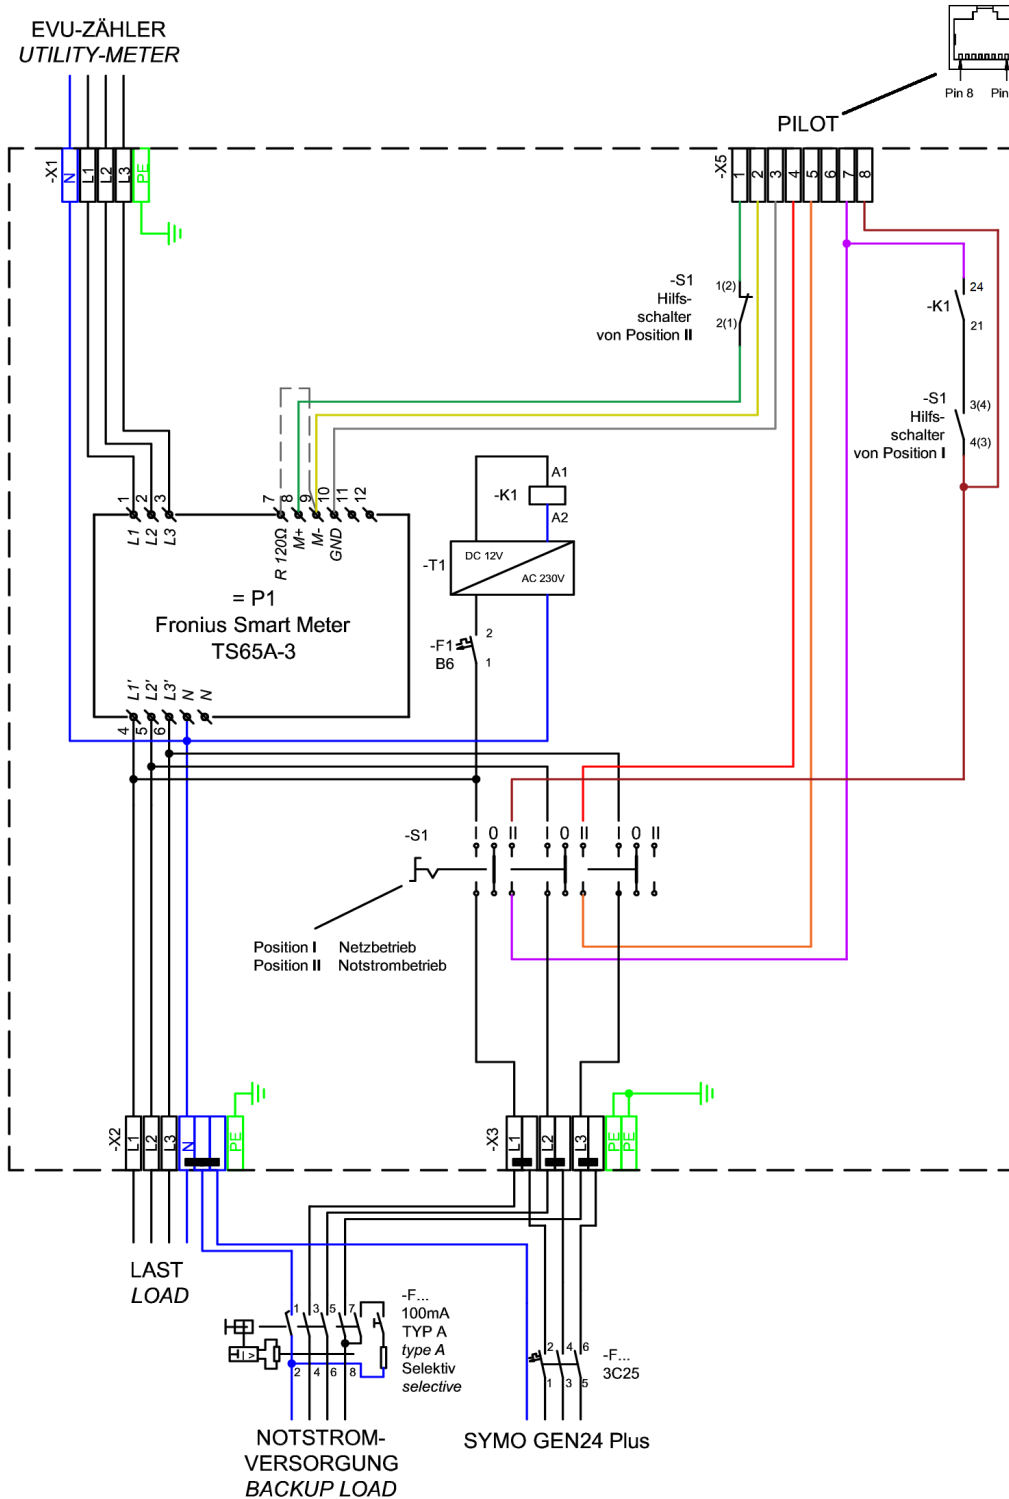 EVU-ZÄHLER
UTILITY-METER
Pin 8 Pin
PILOT
-X1 N L1 L2 L3 PE
-X5 1 2 3 4 5 6 7 8
-S1
Hilfs-
schalter
von Position II
1(2)
2(1)
24
-K1
21
-S1
Hilfs-
schalter
von Position I
3(4)
4(3)
1 2 3
7 8 9 10 11 12
L1 L2 L3
R 120Ω M+ M- GND
= P1
Fronius Smart Meter
TS65A-3
L1' L2' L3' N N
4 5 6
A1
-K1
A2
-T1
DC 12V
AC 230V
-F1
B6
2
1
-S1
I 0 II I 0 II I 0 II
Position I Netzbetrieb
Position II Notstrombetrieb
-X2 L1 L2 L3 N PE
-X3 L1 L2 L3 PE PE
LAST
LOAD
1 3 5 7
2 4 6 8
I >
-F...
100mA
TYP A
type A
Selektiv
selective
2 4 6
1 3 5
-F...
3C25
NOTSTROM-
VERSORGUNG
BACKUP LOAD
SYMO GEN24 Plus